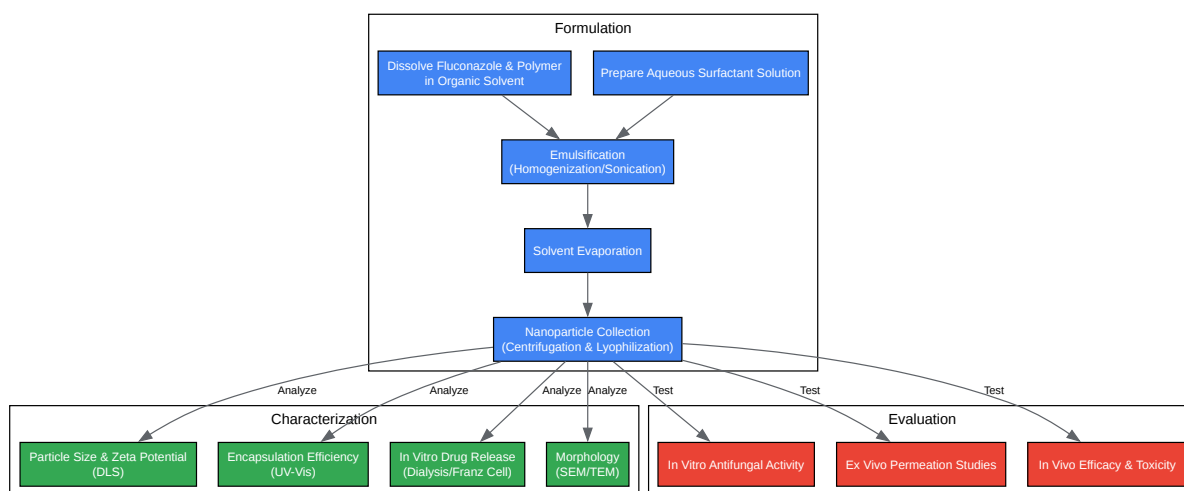 Formulation
Dissolve Fluconazole & Polymer
in Organic Solvent
Prepare Aqueous Surfactant Solution
Emulsification
(Homogenization/Sonication)
Solvent Evaporation
Nanoparticle Collection
(Centrifugation & Lyophilization)
Analyze
Analyze
Analyze
Analyze
Test
Test
Test
Characterization
Evaluation
Particle Size & Zeta Potential
(DLS)
Encapsulation Efficiency
(UV-Vis)
In Vitro Drug Release
(Dialysis/Franz Cell)
Morphology
(SEM/TEM)
In Vitro Antifungal Activity
Ex Vivo Permeation Studies
In Vivo Efficacy & Toxicity